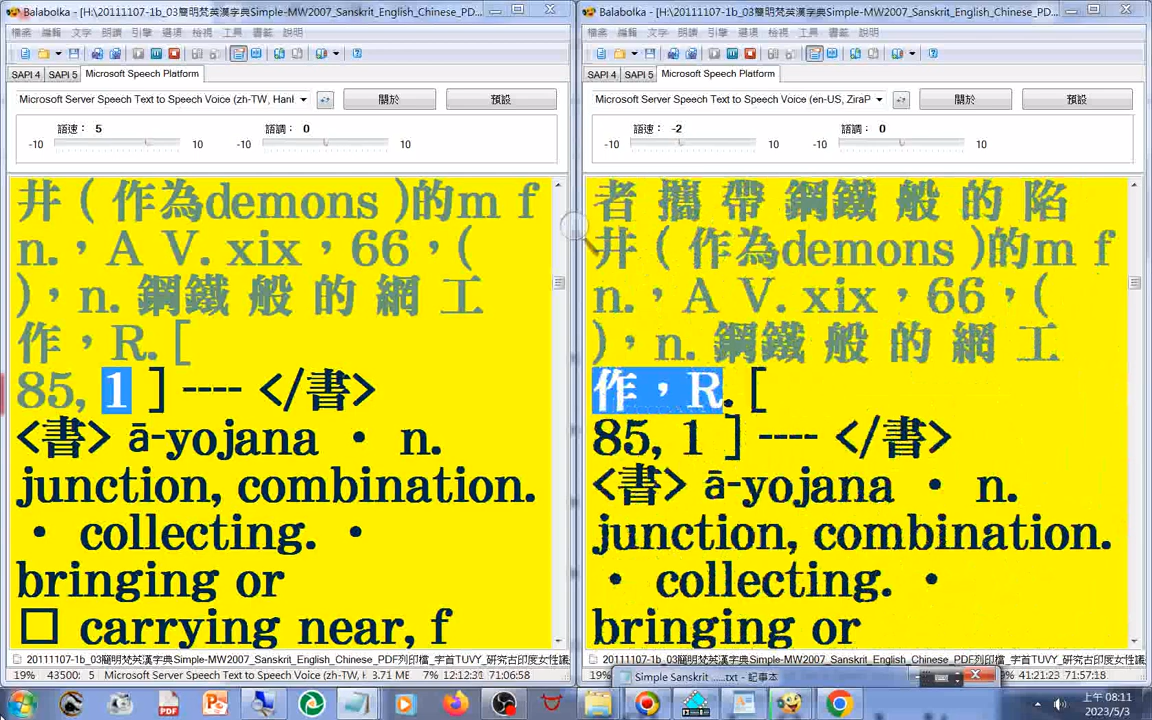 Balabolka - [H:\20111107-1b_03簡明梵英漢字典Simple-MW2007_Sanskrit_English_Chinese_PD...
檔案 編輯 文字 朗讀 引擎 選項 檢視 工具 書籤 說明
SAPI 4 SAPI 5 Microsoft Speech Platform
Microsoft Server Speech Text to Speech Voice (zh-TW, Hanl 關於 預設
語速： 5 語調： 0
-10 10 -10 10
井 ( 作為demons )的m f
n.，A V. xix，66，(
)，n. 鋼鐵 般 的 網 工
作，R. [
85, 1 ] ---- </書>
<書> ā-yojana • n.
junction, combination.
• collecting. •
bringing or
□ carrying near, f
20111107-1b_03簡明梵英漢字典Simple-MW2007_Sanskrit_English_Chinese_PDF列印檔_字首TUVY_研究古印度女性議
19% 43500: 5 Microsoft Server Speech Text to Speech Voice (zh-TW, Hanl 3.71 ME 7% 12:12:31 71:06:58
Balabolka - [H:\20111107-1b_03簡明梵英漢字典Simple-MW2007_Sanskrit_English_Chinese_PD...
檔案 編輯 文字 朗讀 引擎 選項 檢視 工具 書籤 說明
SAPI 4 SAPI 5 Microsoft Speech Platform
Microsoft Server Speech Text to Speech Voice (en-US, ZiraP 關於 預設
語速： -2 語調： 0
-10 10 -10 10
者 攜 帶 鋼鐵 般 的 陷
井 ( 作為demons )的m f
n.，A V. xix，66，(
)，n. 鋼鐵 般 的 網 工
作，R. [
85, 1 ] ---- </書>
<書> ā-yojana • n.
junction, combination.
• collecting. •
bringing or
20111107-1b_03簡明梵英漢字典Simple-MW2007_Sanskrit_English_Chinese_PDF列印檔_字首TUVY_研究古印度女性議
19% Simple Sanskrit ......txt - 記事本 9% 41:21:23 71:57:18
上午 08:11
2023/5/3